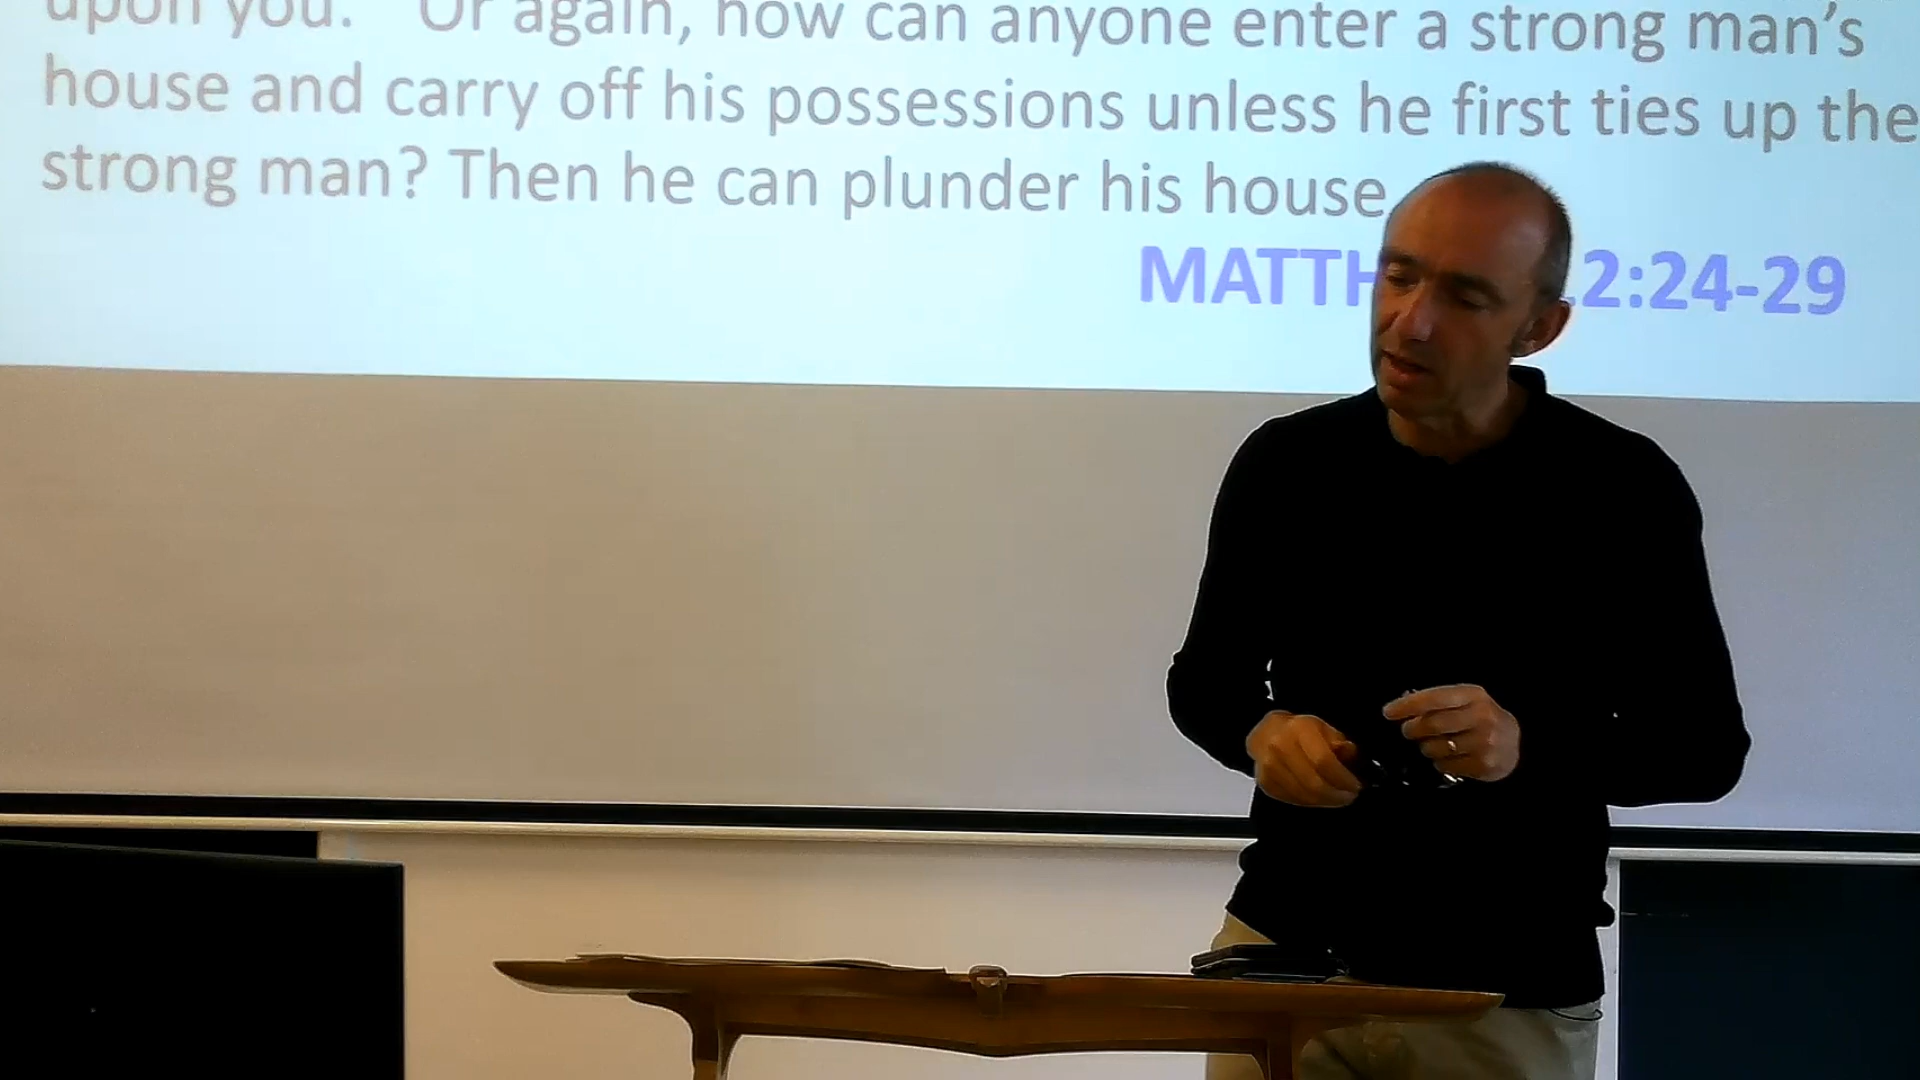 upon you. Or again, how can anyone enter a strong man's
house and carry off his possessions unless he first ties up the
strong man? Then he can plunder his house
MATTH 2:24-29